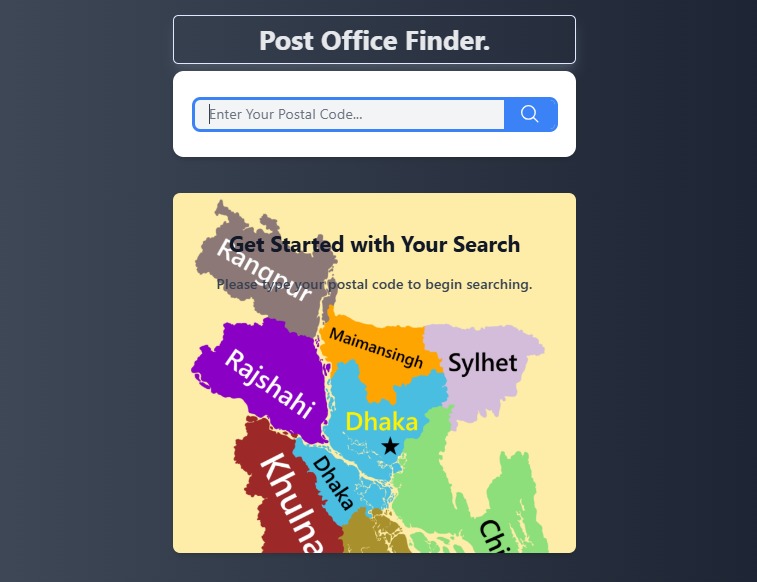 Post Office Finder.
Enter Your Postal Code...
Get Started with Your Search
Rangpur
Please type your postal code to begin searching.
Maimansingh
Sylhet
Rajshahi
Dhaka
Dhaka
Khulna
Chi